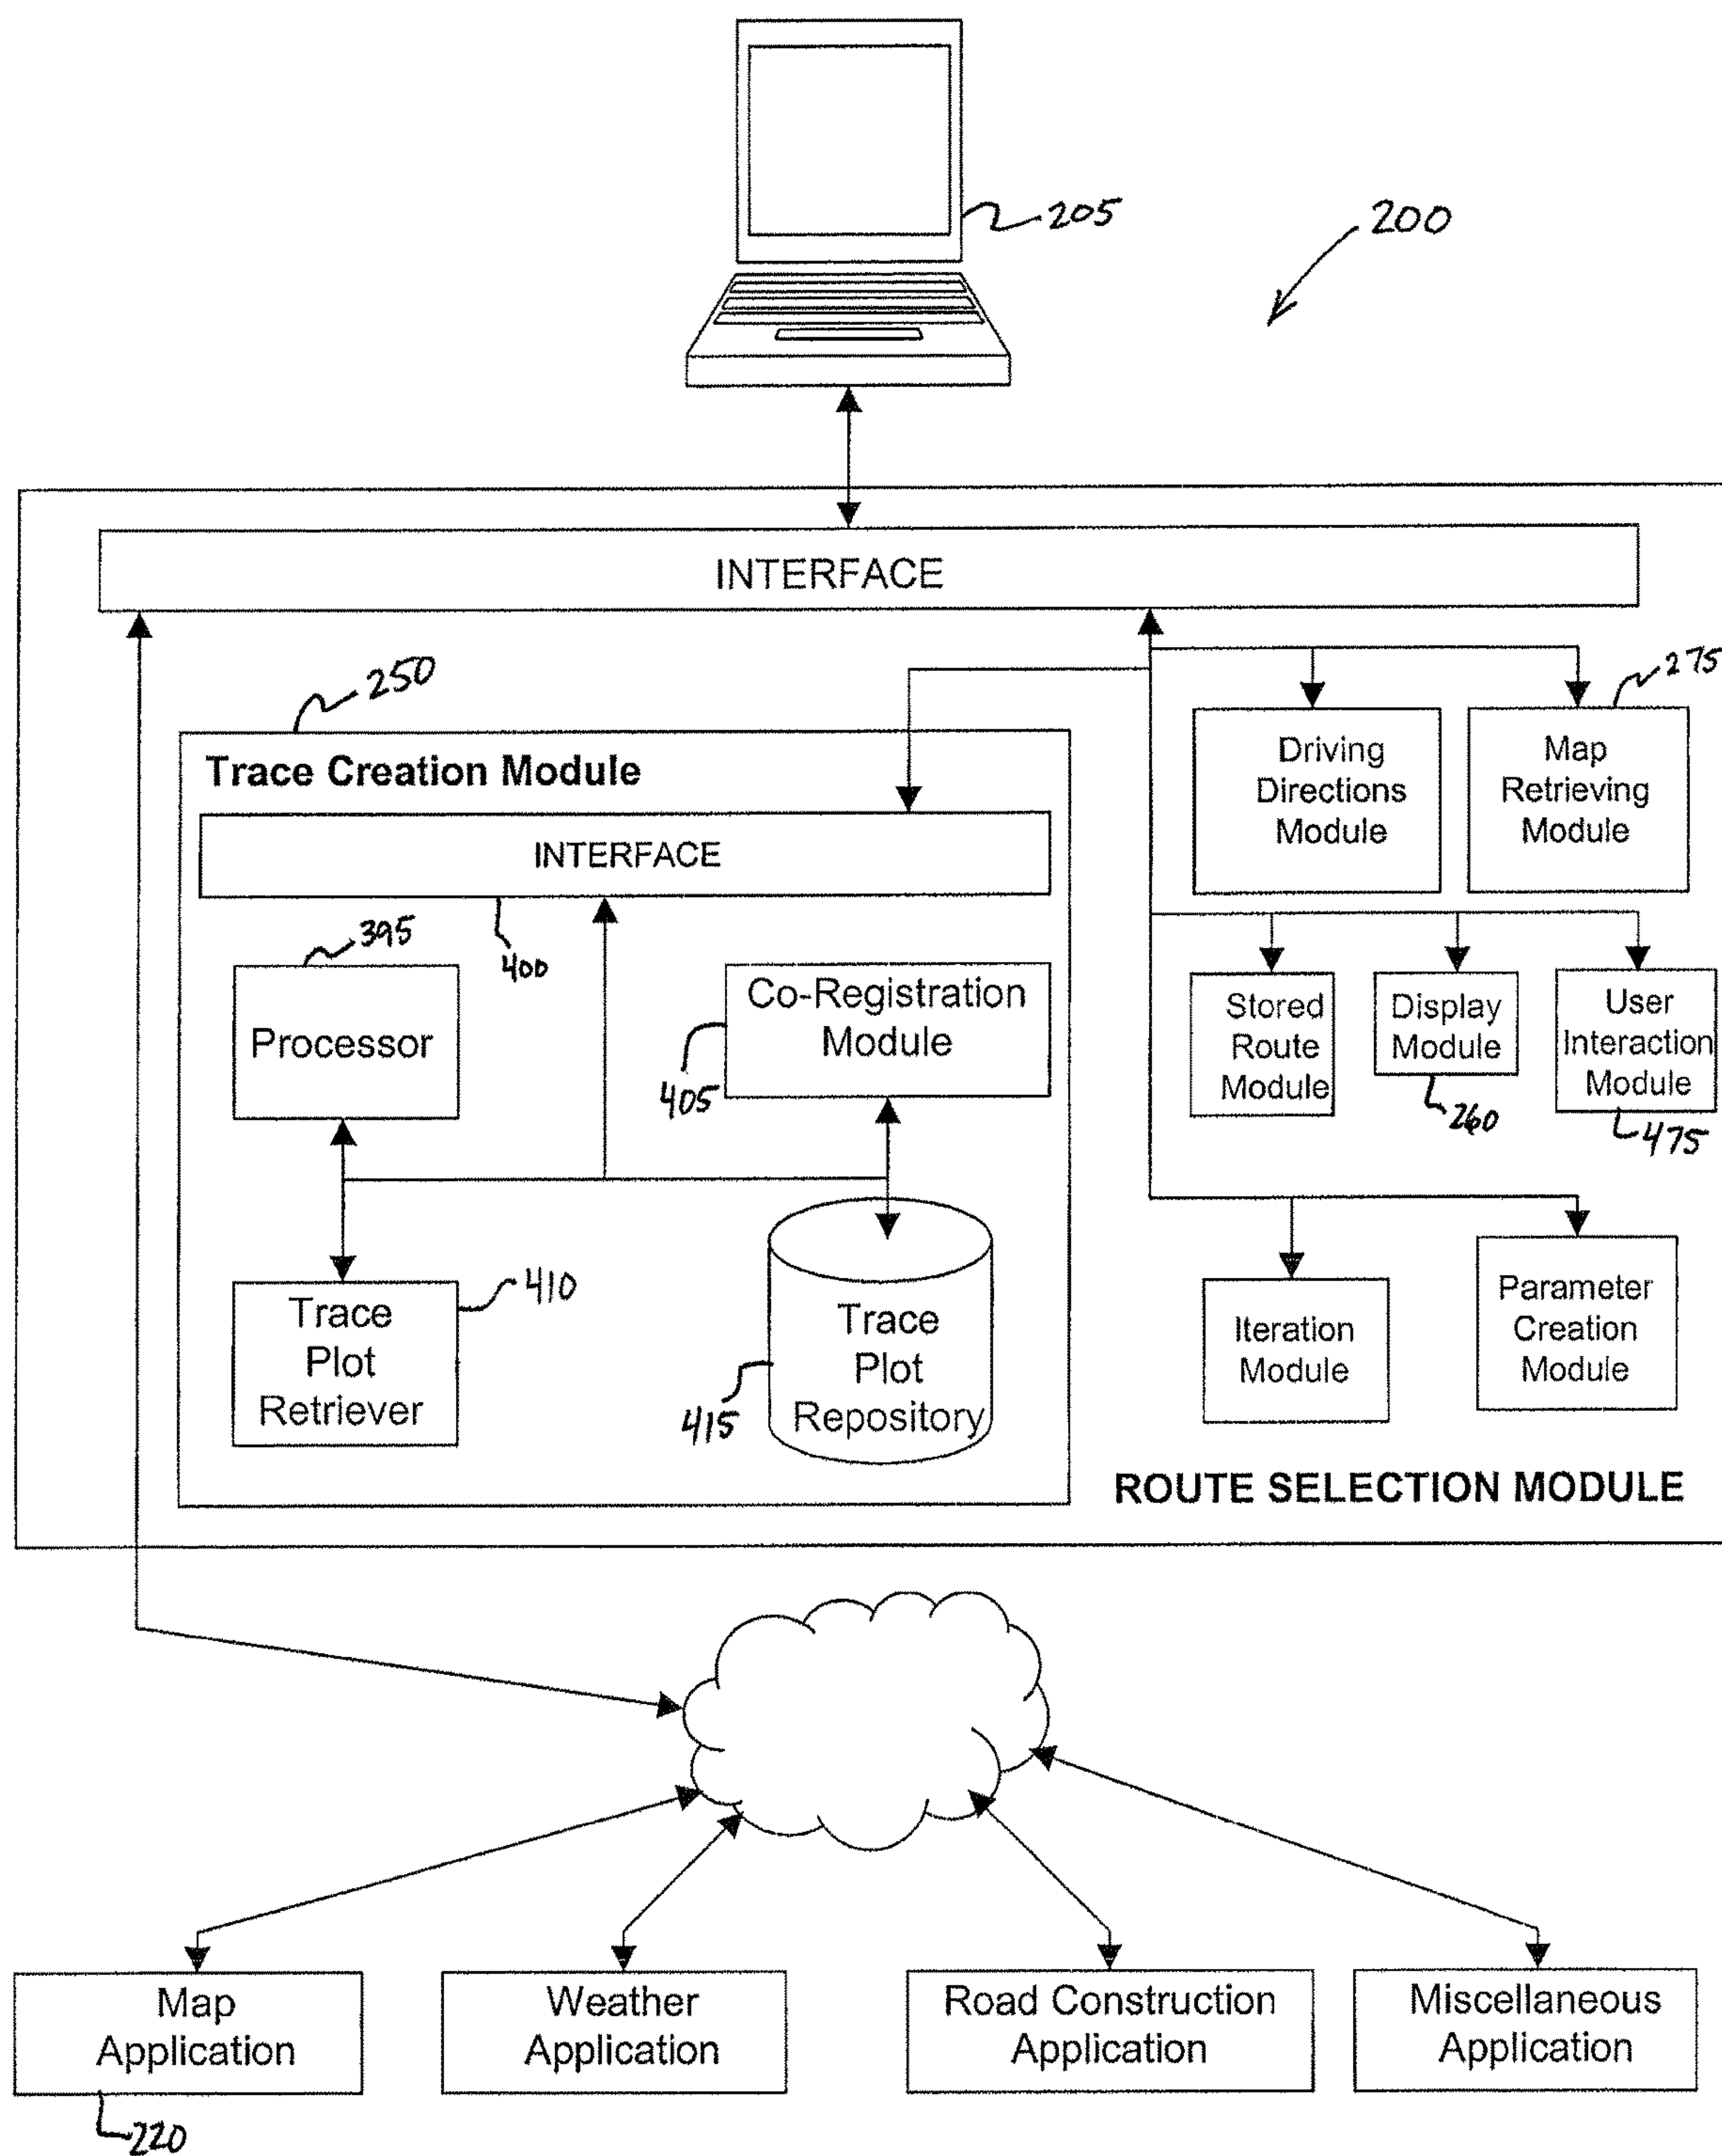 205
200
INTERFACE
250
275
Trace Creation Module
Driving
Directions
Module
Map
Retrieving
Module
INTERFACE
395
400
Processor
Co-Registration
Module
405
Stored
Route
Module
Display
Module
260
User
Interaction
Module
475
Trace
Plot
Retriever
410
Trace
Plot
Repository
415
Iteration
Module
Parameter
Creation
Module
ROUTE SELECTION MODULE
Map
Application
220
Weather
Application
Road Construction
Application
Miscellaneous
Application